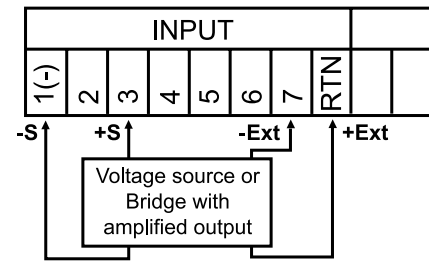 INPUT
1(-) 2 3 4 5 6 7 RTN
-S +S -Ext +Ext
Voltage source or
Bridge with
amplified output